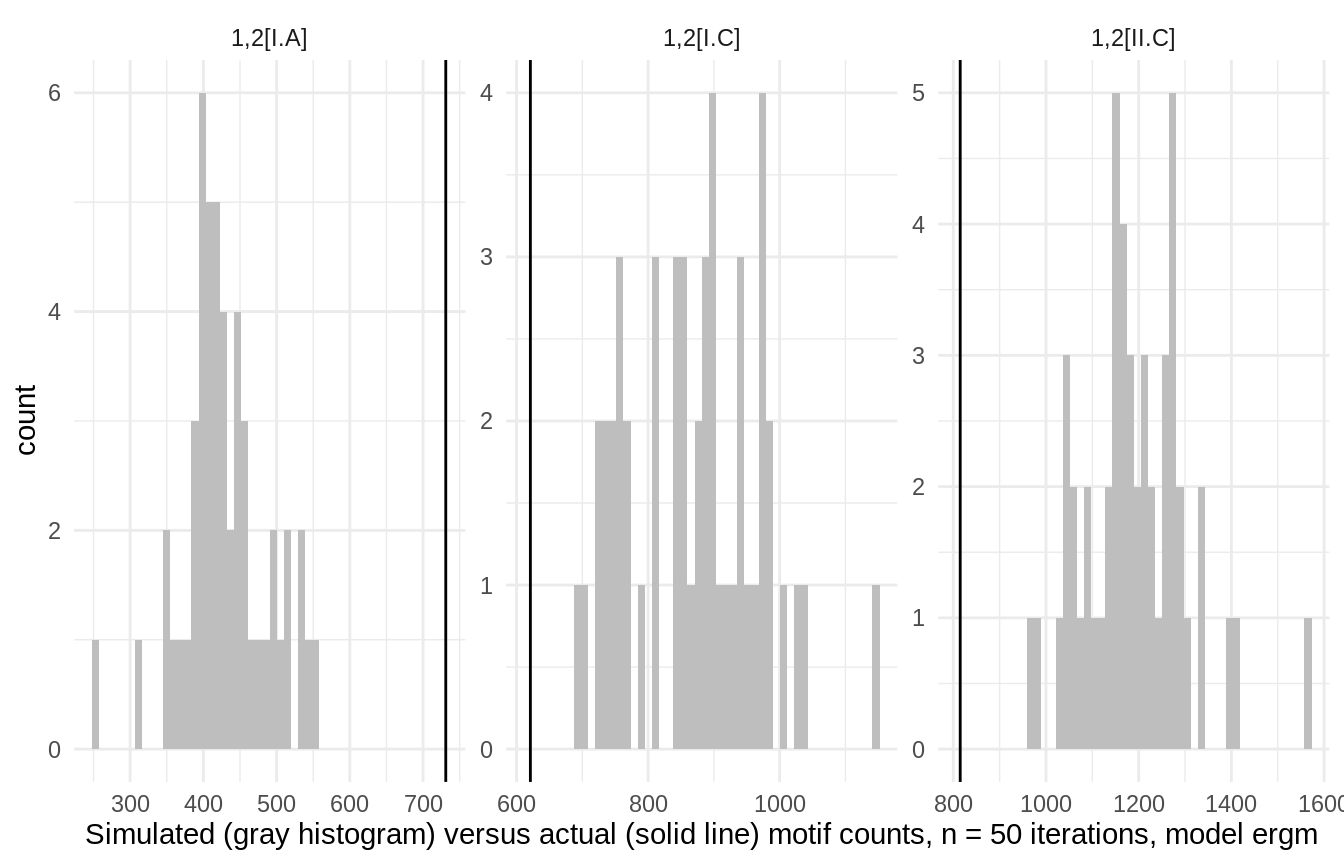 1,2[I.A] 1,2[I.C] 1,2[II.C]
6 4 5
4
3
4 3
2
2 2
2 1
1
0 0 0
count
300 400 500 600 700 600 800 1000 800 1000 1200 1400 1600
Simulated (gray histogram) versus actual (solid line) motif counts, n = 50 iterations, model ergm